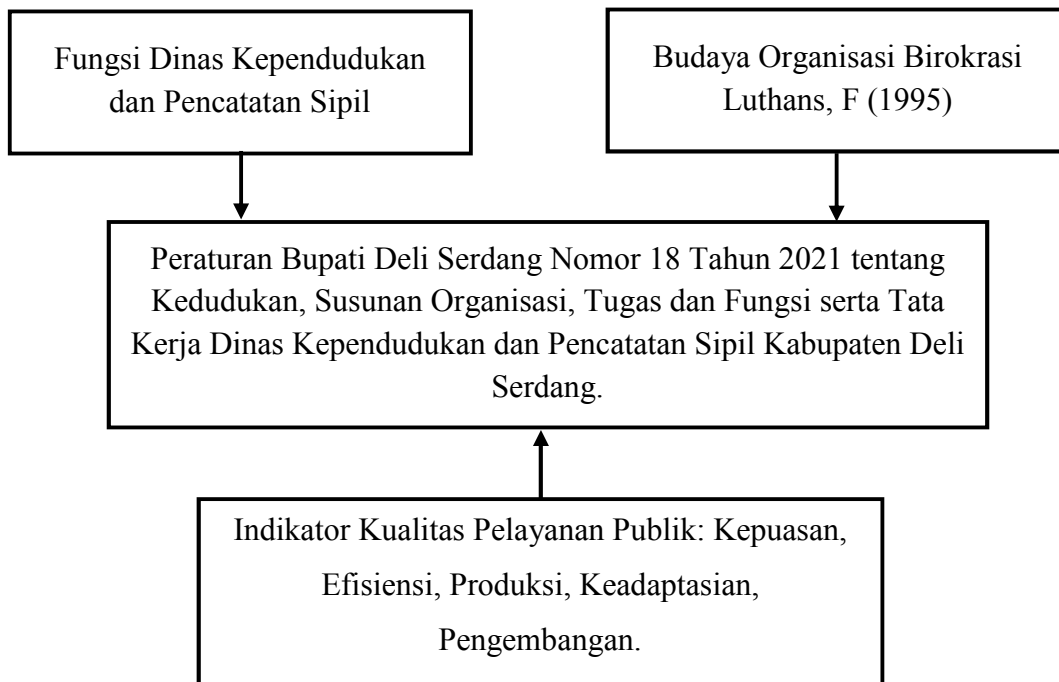 Fungsi Dinas Kependudukan
dan Pencatatan Sipil
Budaya Organisasi Birokrasi
Luthans, F (1995)
Peraturan Bupati Deli Serdang Nomor 18 Tahun 2021 tentang
Kedudukan, Susunan Organisasi, Tugas dan Fungsi serta Tata
Kerja Dinas Kependudukan dan Pencatatan Sipil Kabupaten Deli
Serdang.
Indikator Kualitas Pelayanan Publik: Kepuasan,
Efisiensi, Produksi, Keadaptasian,
Pengembangan.